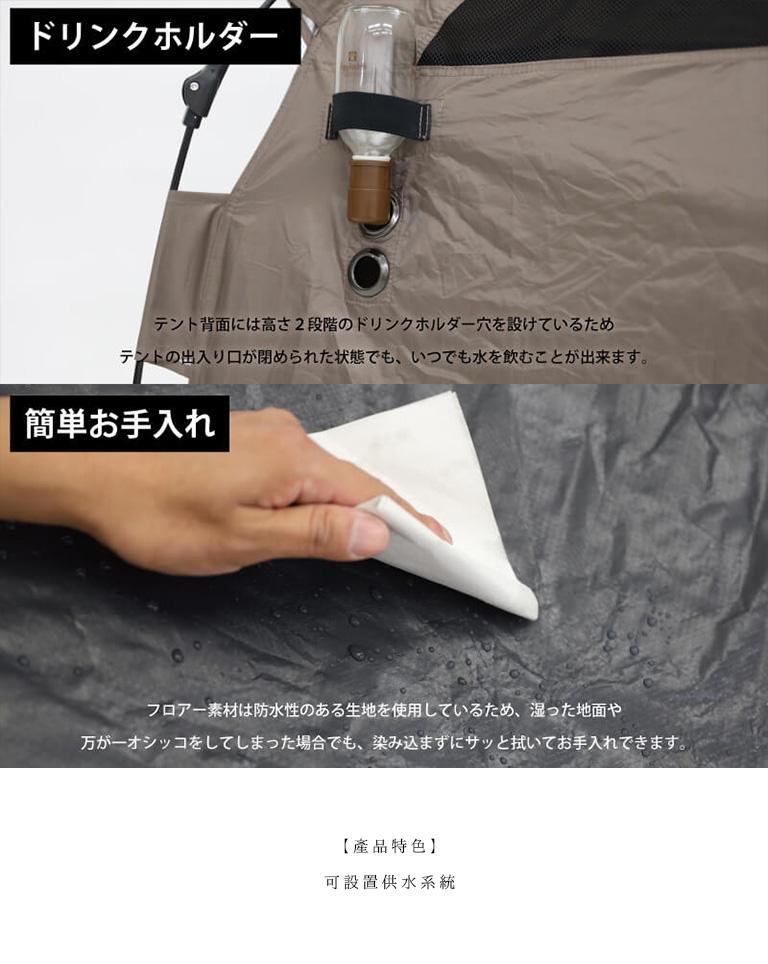 ドリンクホルダー
テント背面には高さ２段階のドリンクホルダー穴を設けているため
テントの出入り口が閉められた状態でも、いつでも水を飲むことが出来ます。
簡単お手入れ
フロアー素材は防水性のある生地を使用しているため、湿った地面や
万が一オシッコをしてしまった場合でも、染み込まずにサッと拭いてお手入れできます。
【產品特色】
可設置供水系統